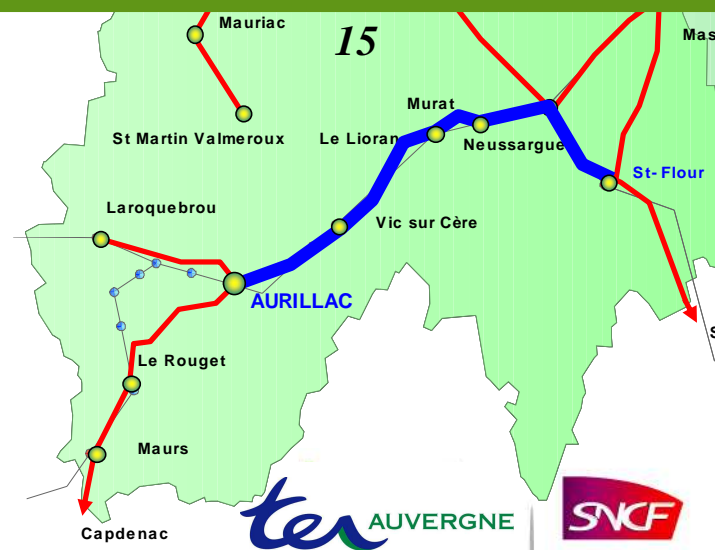 Mauriac
15
Mas
Murat
St Martin Valmeroux
Le Lioran
Neussargue
St-Flour
Laroquebrou
Vic sur Cère
AURILLAC
S
Le Rouget
Maurs
ter AUVERGNE
SNCF
Capdenac